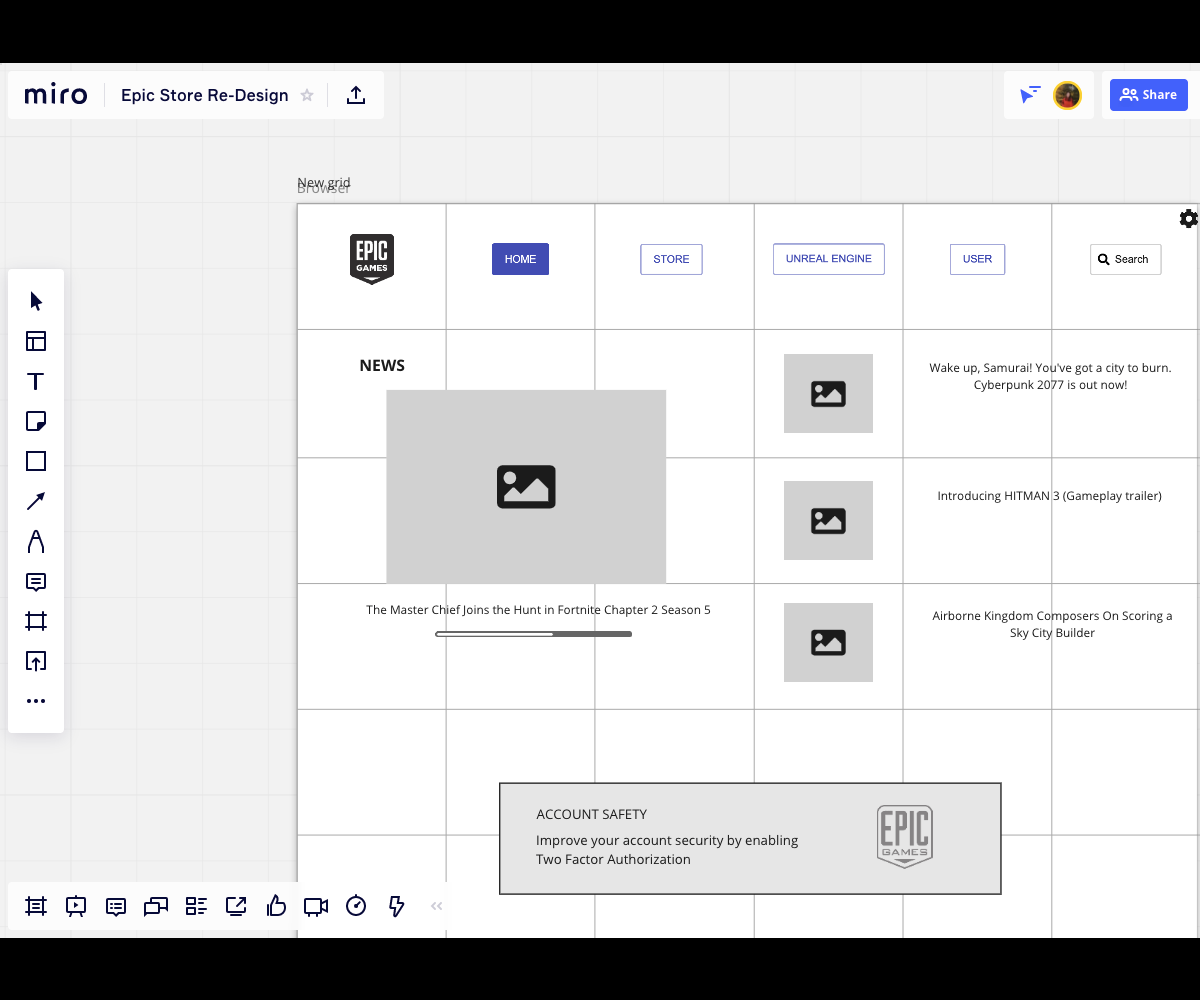 miro
Epic Store Re-Design
Share
New grid
Browser
EPIC
GAMES
HOME
STORE
UNREAL ENGINE
USER
Search
NEWS
Wake up, Samurai! You've got a city to burn.
Cyberpunk 2077 is out now!
Introducing HITMAN 3 (Gameplay trailer)
The Master Chief Joins the Hunt in Fortnite Chapter 2 Season 5
Airborne Kingdom Composers On Scoring a
Sky City Builder
ACCOUNT SAFETY
Improve your account security by enabling
Two Factor Authorization
EPIC
GAMES